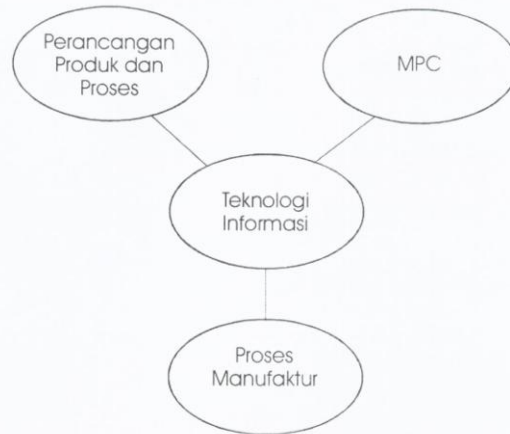 Perancangan
Produk dan
Proses
MPC
Teknologi
Informasi
Proses
Manufaktur